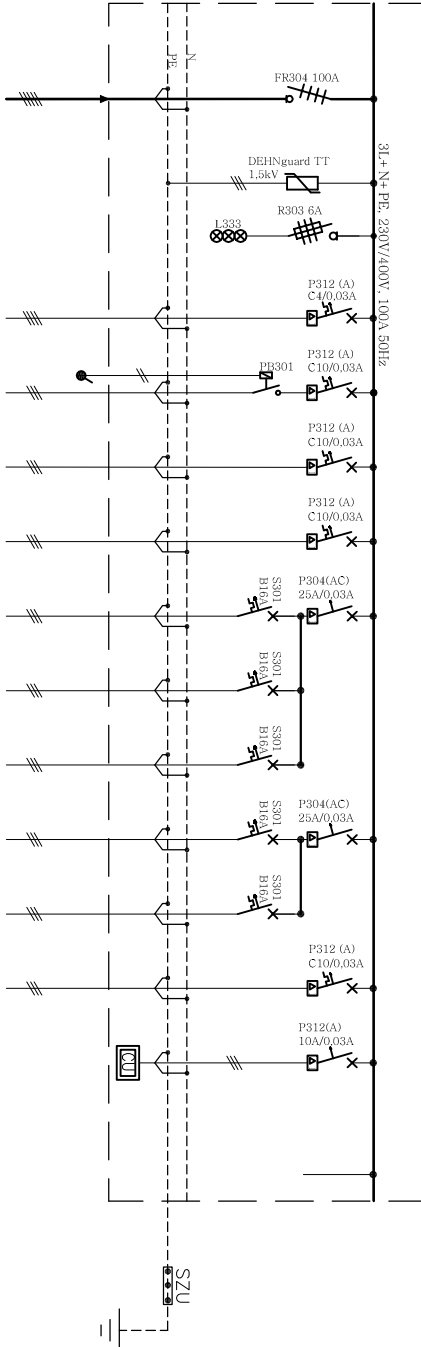 N
PE
FR304 100A
3L+ N+ PE, 230V/400V, 100A 50Hz
DEHNguard TT
1,5kV
R303 6A
L333
P312 (A)
C4/0,03A
P312 (A)
C10/0,03A
PB301
P312 (A)
C10/0,03A
P312 (A)
C10/0,03A
P304(AC)
25A/0,03A
S301
B16A
S301
B16A
S301
B16A
P304(AC)
25A/0,03A
S301
B16A
S301
B16A
P312 (A)
C10/0,03A
P312(A)
10A/0,03A
CU
SZU